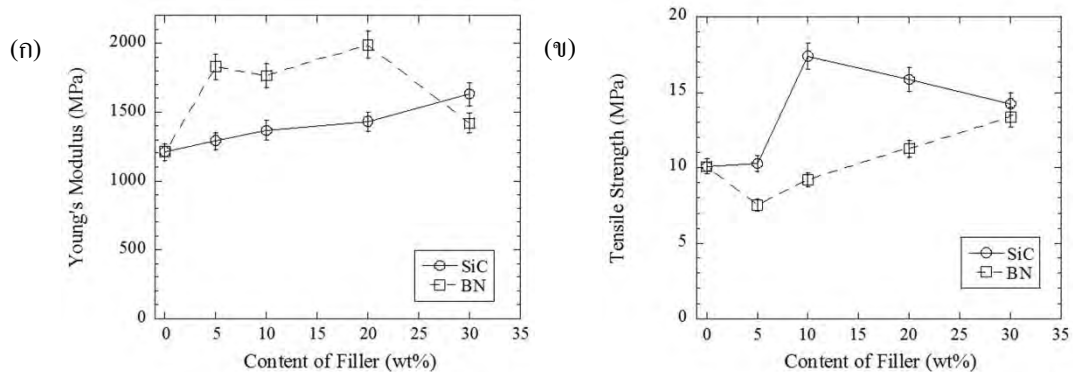 (ก)
Young's Modulus (MPa)
2000
1500
1000
500
0
SiC
BN
0 5 10 15 20 25 30 35
Content of Filler (wt%)
(ข)
Tensile Strength (MPa)
20
15
10
5
0
SiC
BN
0 5 10 15 20 25 30 35
Content of Filler (wt%)